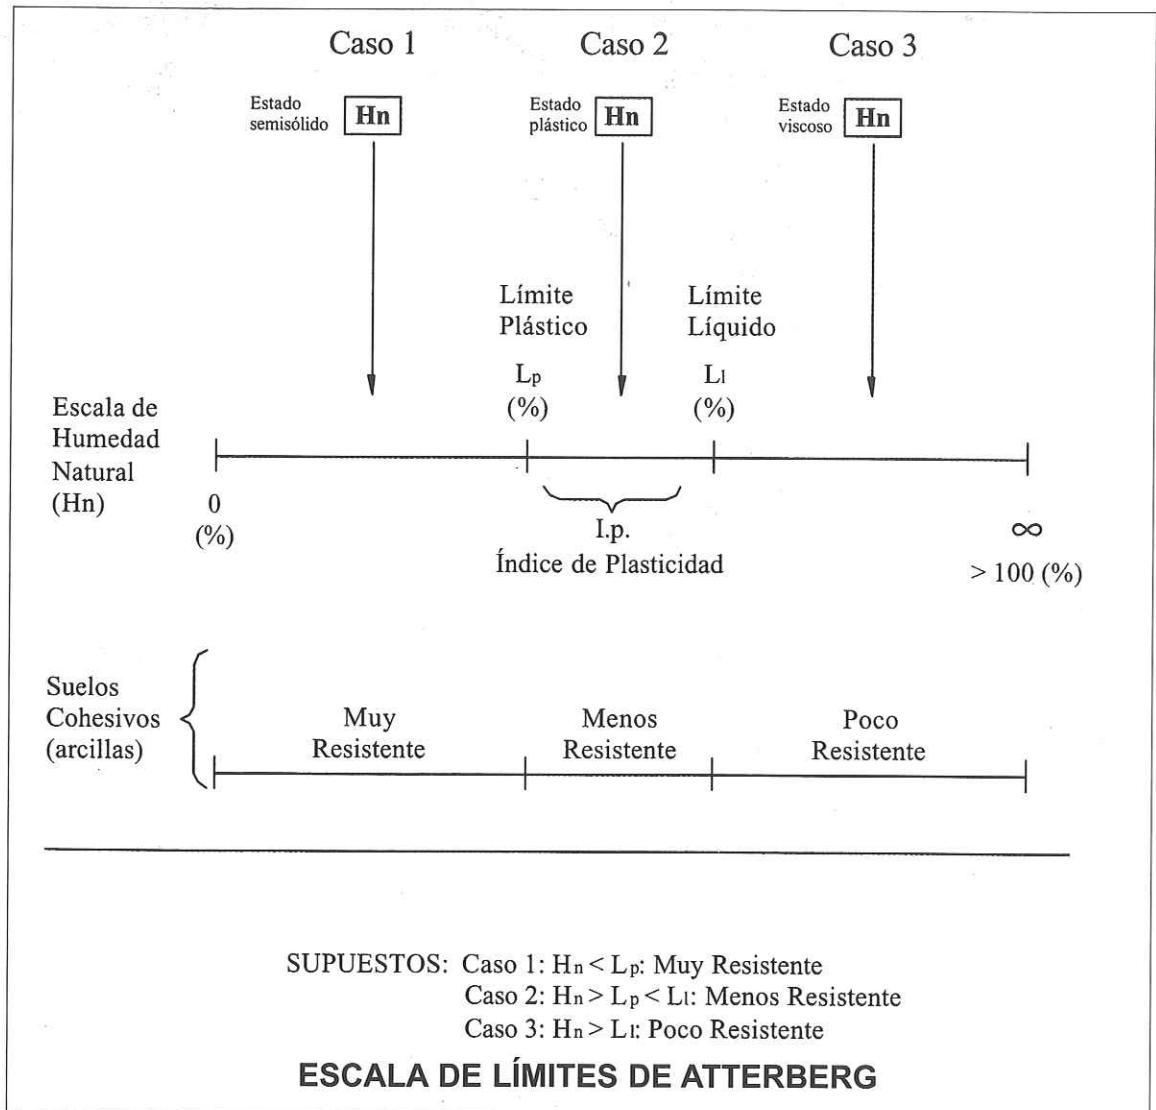 Caso 1
Caso 2
Caso 3
Estado
semisólido
Hn
Estado
plástico
Hn
Estado
viscoso
Hn
Límite
Plástico
Lp
(%)
Límite
Líquido
Ll
(%)
Escala de
Humedad
Natural
(Hn)
0
(%)
I.p.
Índice de Plasticidad
∞
> 100 (%)
Suelos
Cohesivos
(arcillas)
Muy
Resistente
Menos
Resistente
Poco
Resistente
SUPUESTOS: Caso 1: Hn < Lp: Muy Resistente
Caso 2: Hn > Lp < Ll: Menos Resistente
Caso 3: Hn > Ll: Poco Resistente
ESCALA DE LÍMITES DE ATTERBERG